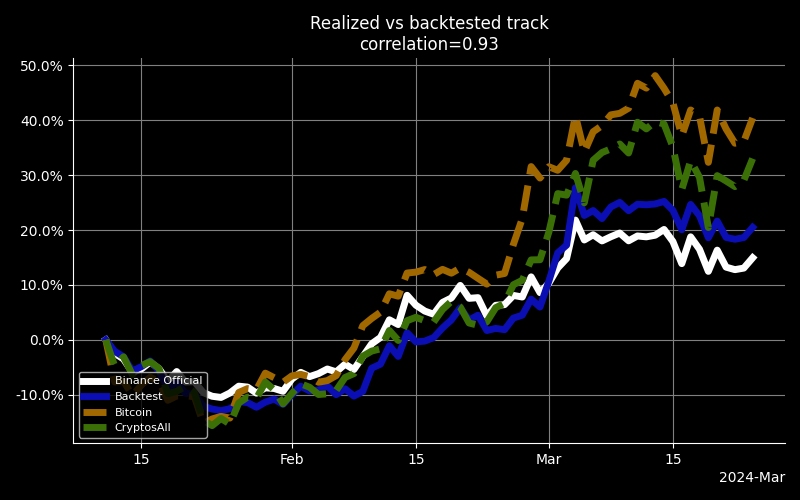 Realized vs backtested track
correlation=0.93
50.0%
40.0%
30.0%
20.0%
10.0%
0.0%
-10.0%
Binance Official
Backtest
Bitcoin
CryptosAll
15
Feb
15
Mar
15
2024-Mar